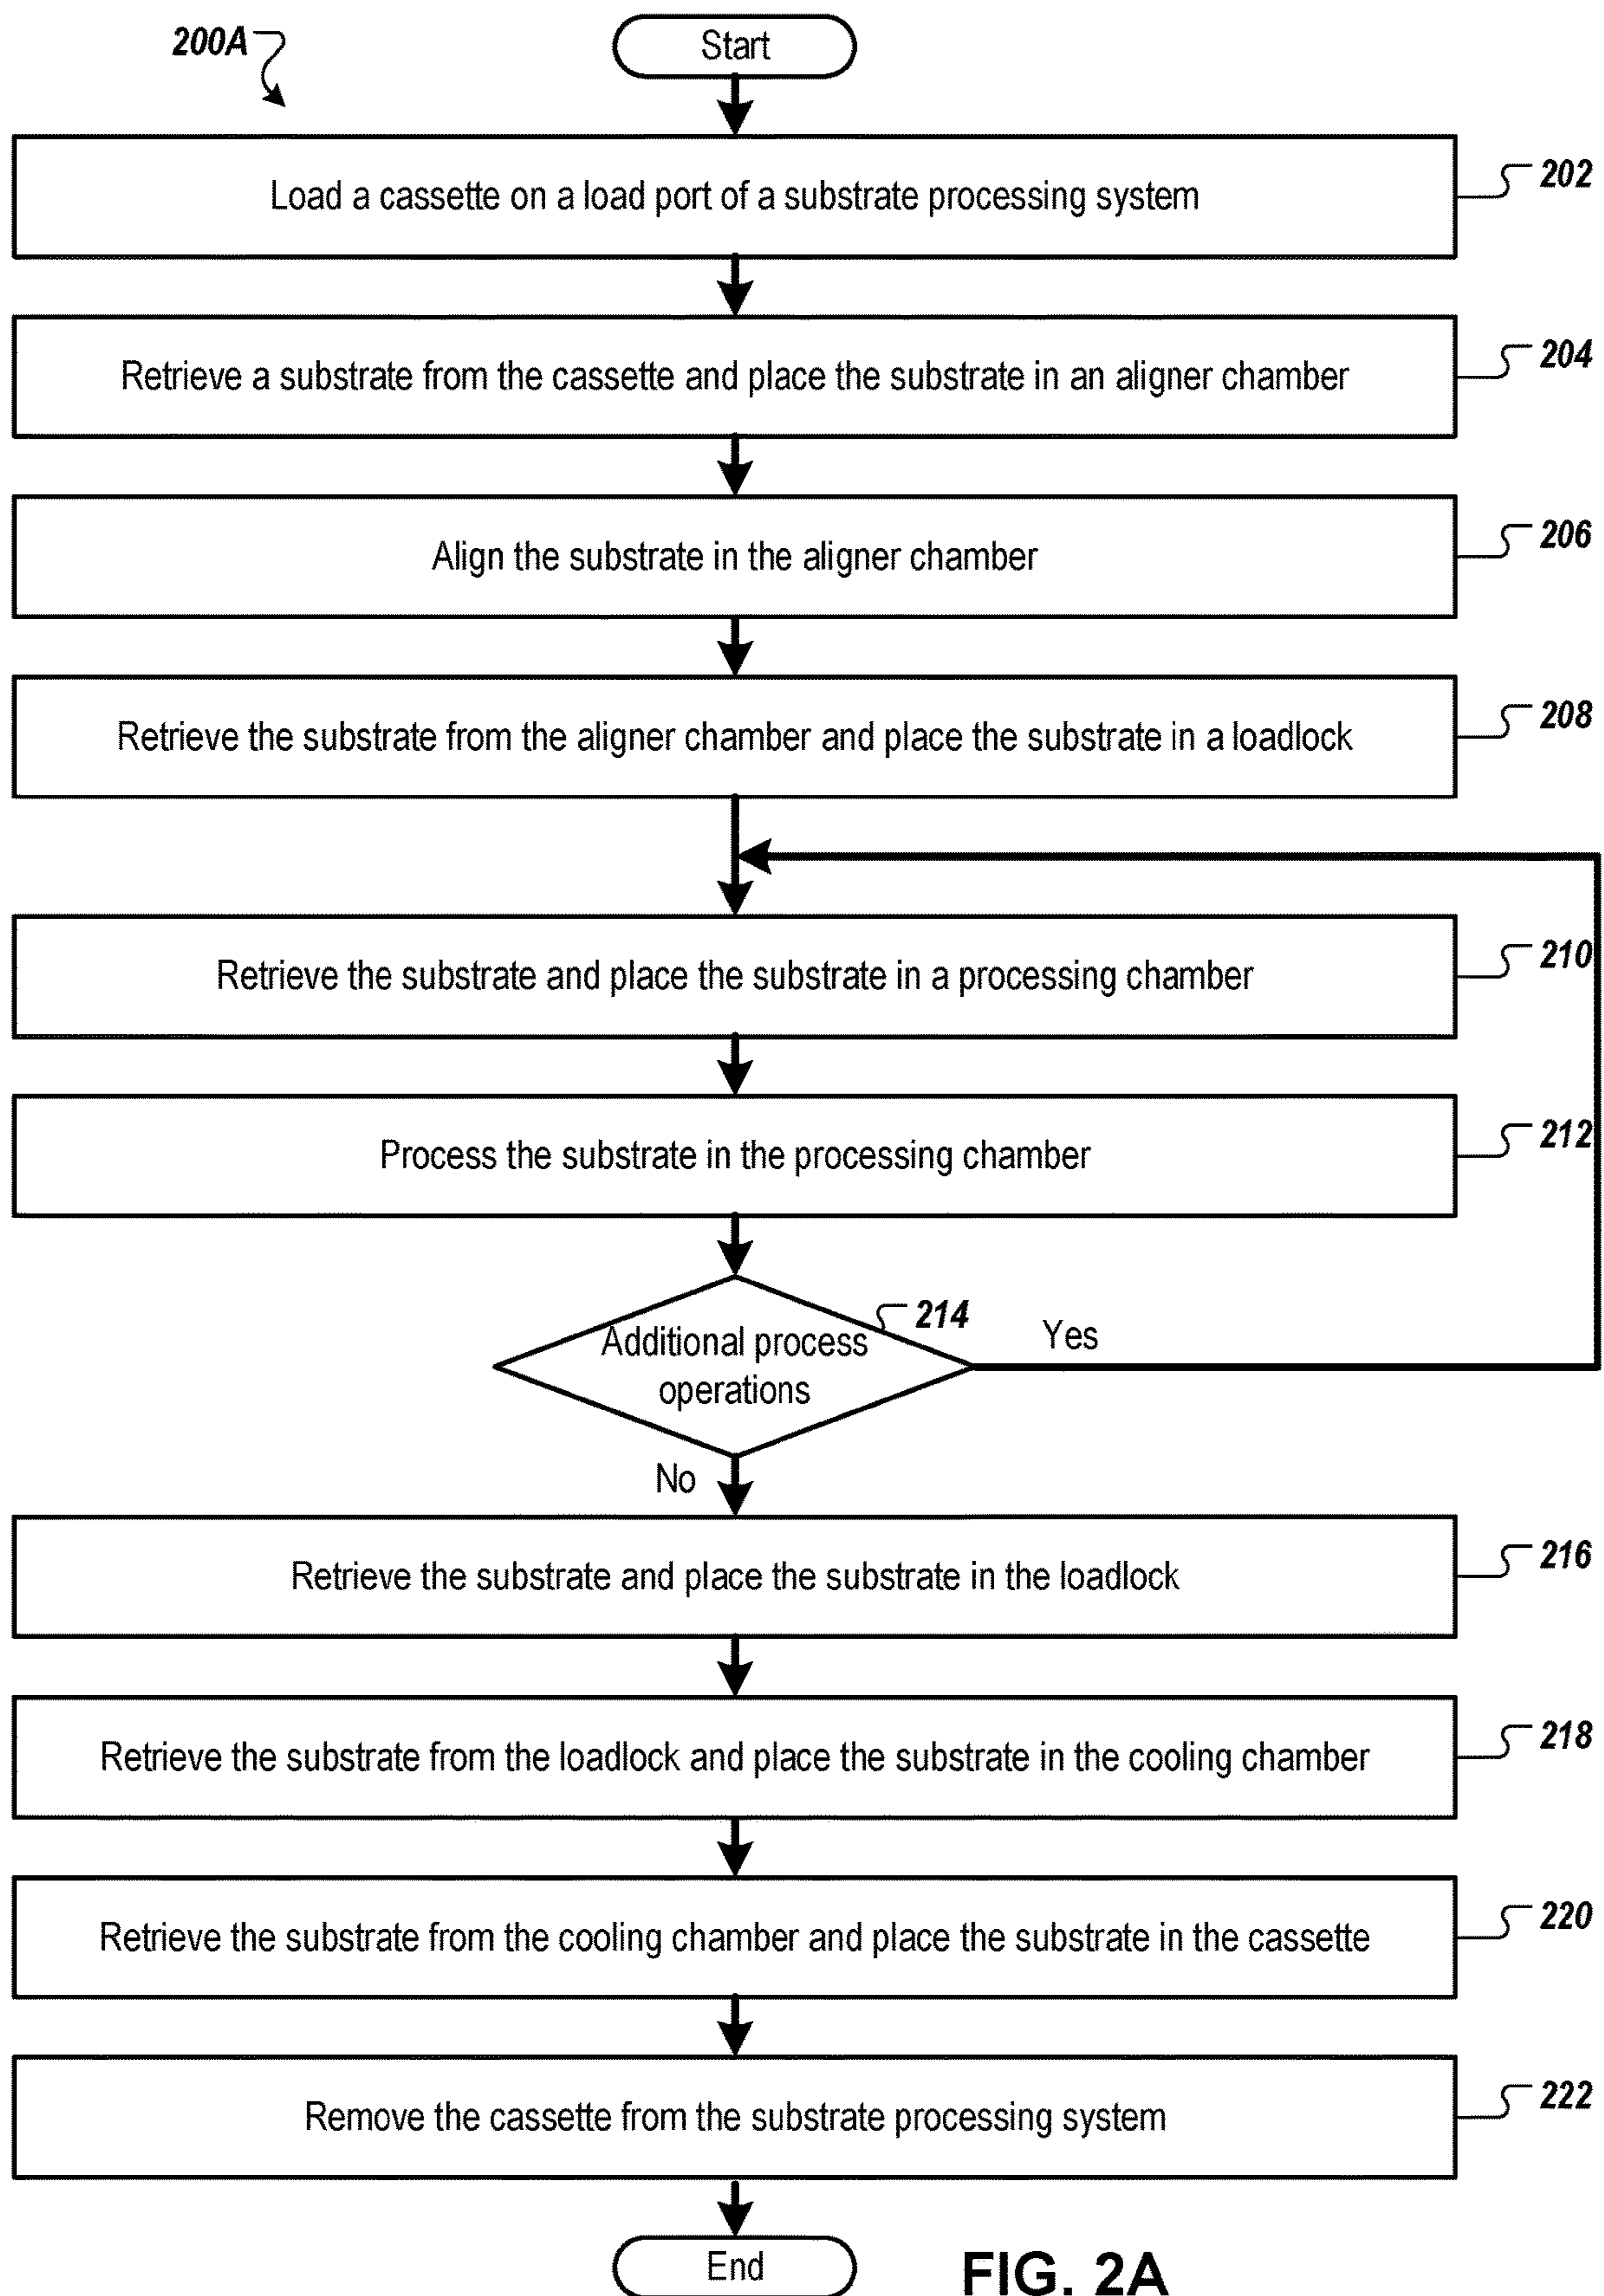 200A
Start
Load a cassette on a load port of a substrate processing system
202
Retrieve a substrate from the cassette and place the substrate in an aligner chamber
204
Align the substrate in the aligner chamber
206
Retrieve the substrate from the aligner chamber and place the substrate in a loadlock
208
Retrieve the substrate and place the substrate in a processing chamber
210
Process the substrate in the processing chamber
212
214
Additional process
operations
Yes
No
Retrieve the substrate and place the substrate in the loadlock
216
Retrieve the substrate from the loadlock and place the substrate in the cooling chamber
218
Retrieve the substrate from the cooling chamber and place the substrate in the cassette
220
Remove the cassette from the substrate processing system
222
End
FIG. 2A